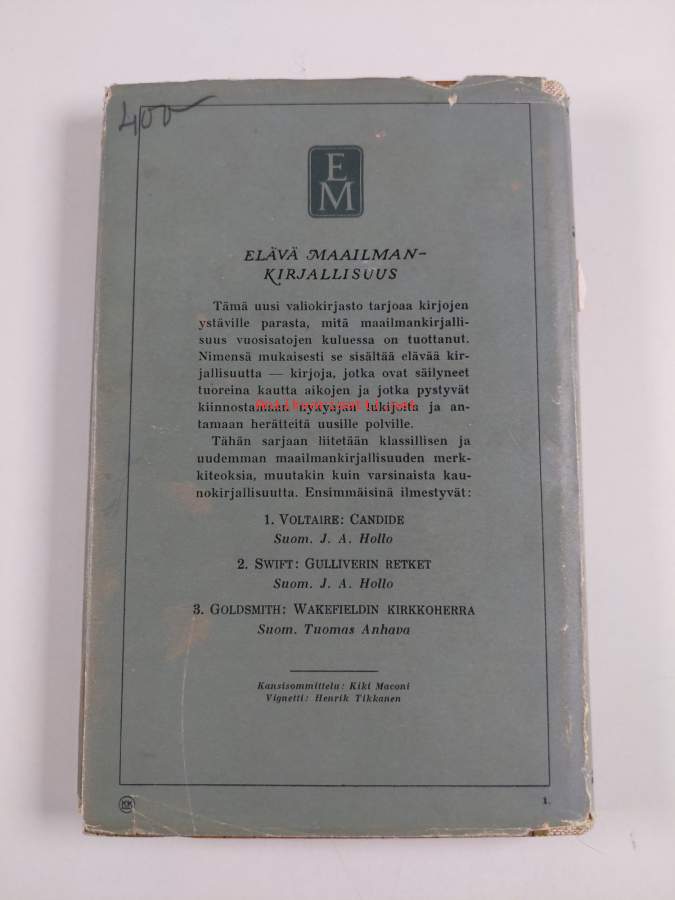 400
E
M
ELÄVÄ MAAILMAN-
KIRJALLISUUS
Tämä uusi valiokirjasto tarjoaa kirjojen
ystäville parasta, mitä maailmankirjalli-
suus vuosisatojen kuluessa on tuottanut.
Nimensä mukaisesti se sisältää elävää kir-
jallisuutta — kirjoja, jotka ovat säilyneet
tuoreina kautta aikojen ja jotka pystyvät
kiinnostamaan nykyajan lukijoita ja an-
tamaan herätteitä uusille polville.
Tähän sarjaan liitetään klassillisen ja
uudemman maailmankirjallisuuden merk-
kiteoksia, muutakin kuin varsinaista kau-
nokirjallisuutta. Ensimmäisinä ilmestyvät:
1. VOLTAIRE: CANDIDE
Suom. J. A. Hollo
2. SWIFT: GULLIVERIN RETKET
Suom. J. A. Hollo
3. GOLDSMITH: WAKEFIELDIN KIRKKOHERRA
Suom. Tuomas Anhava
Kansisommittelu: Kiki Maconi
Vignetti: Henrik Tikkanen
KK
1.